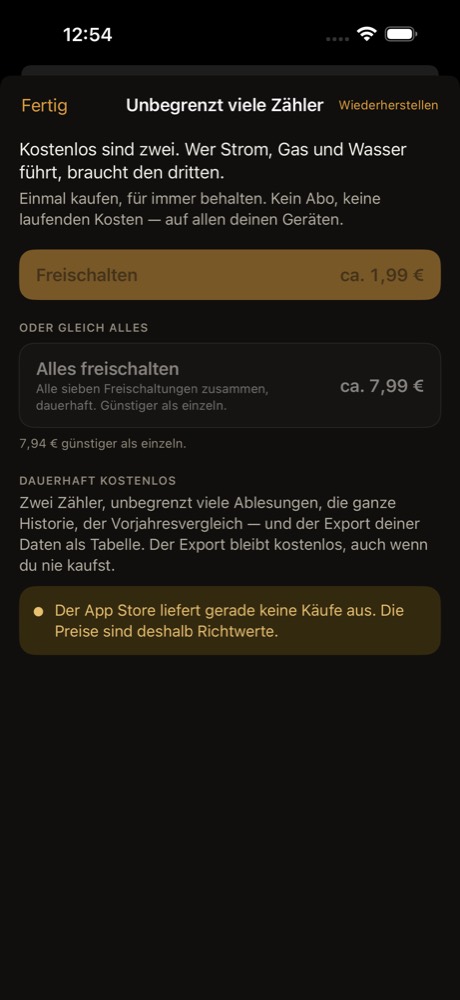 12:54
Fertig
Unbegrenzt viele Zähler
Wiederherstellen
Kostenlos sind zwei. Wer Strom, Gas und Wasser
führt, braucht den dritten.
Einmal kaufen, für immer behalten. Kein Abo, keine
laufenden Kosten — auf allen deinen Geräten.
Freischalten
ca. 1,99 €
ODER GLEICH ALLES
Alles freischalten
Alle sieben Freischaltungen zusammen,
dauerhaft. Günstiger als einzeln.
ca. 7,99 €
7,94 € günstiger als einzeln.
DAUERHAFT KOSTENLOS
Zwei Zähler, unbegrenzt viele Ablesungen, die ganze
Historie, der Vorjahresvergleich — und der Export deiner
Daten als Tabelle. Der Export bleibt kostenlos, auch wenn
du nie kaufst.
Der App Store liefert gerade keine Käufe aus. Die
Preise sind deshalb Richtwerte.